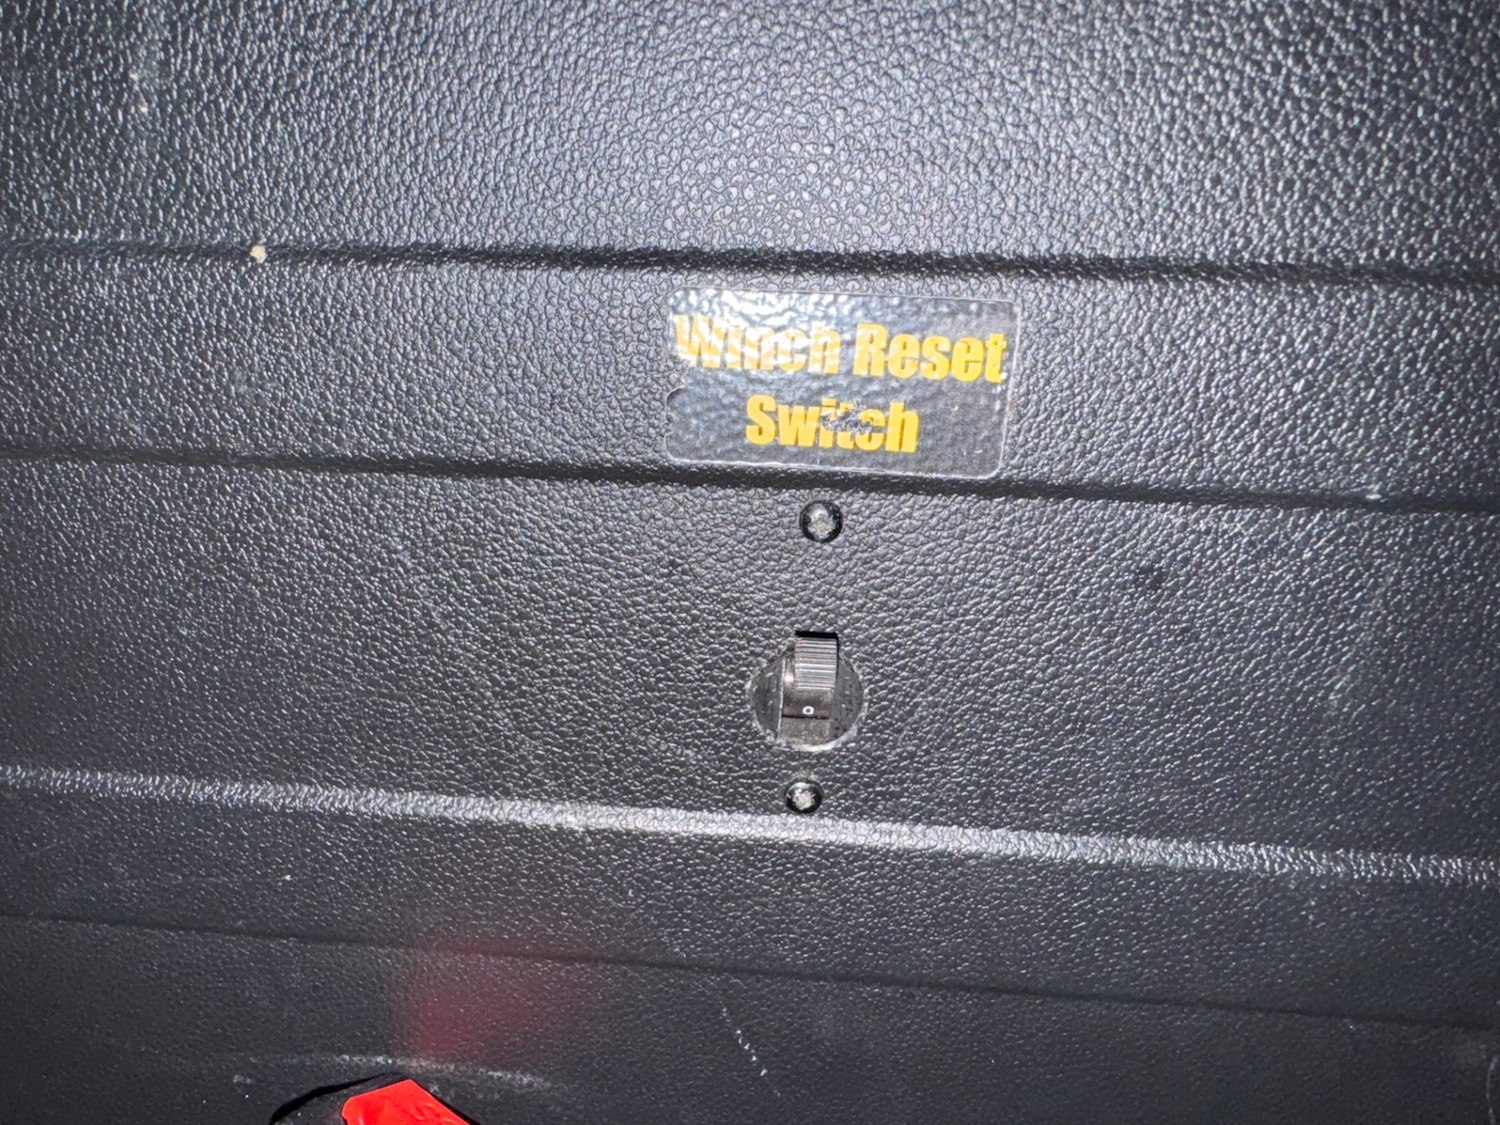 Winch Reset
Switch
O